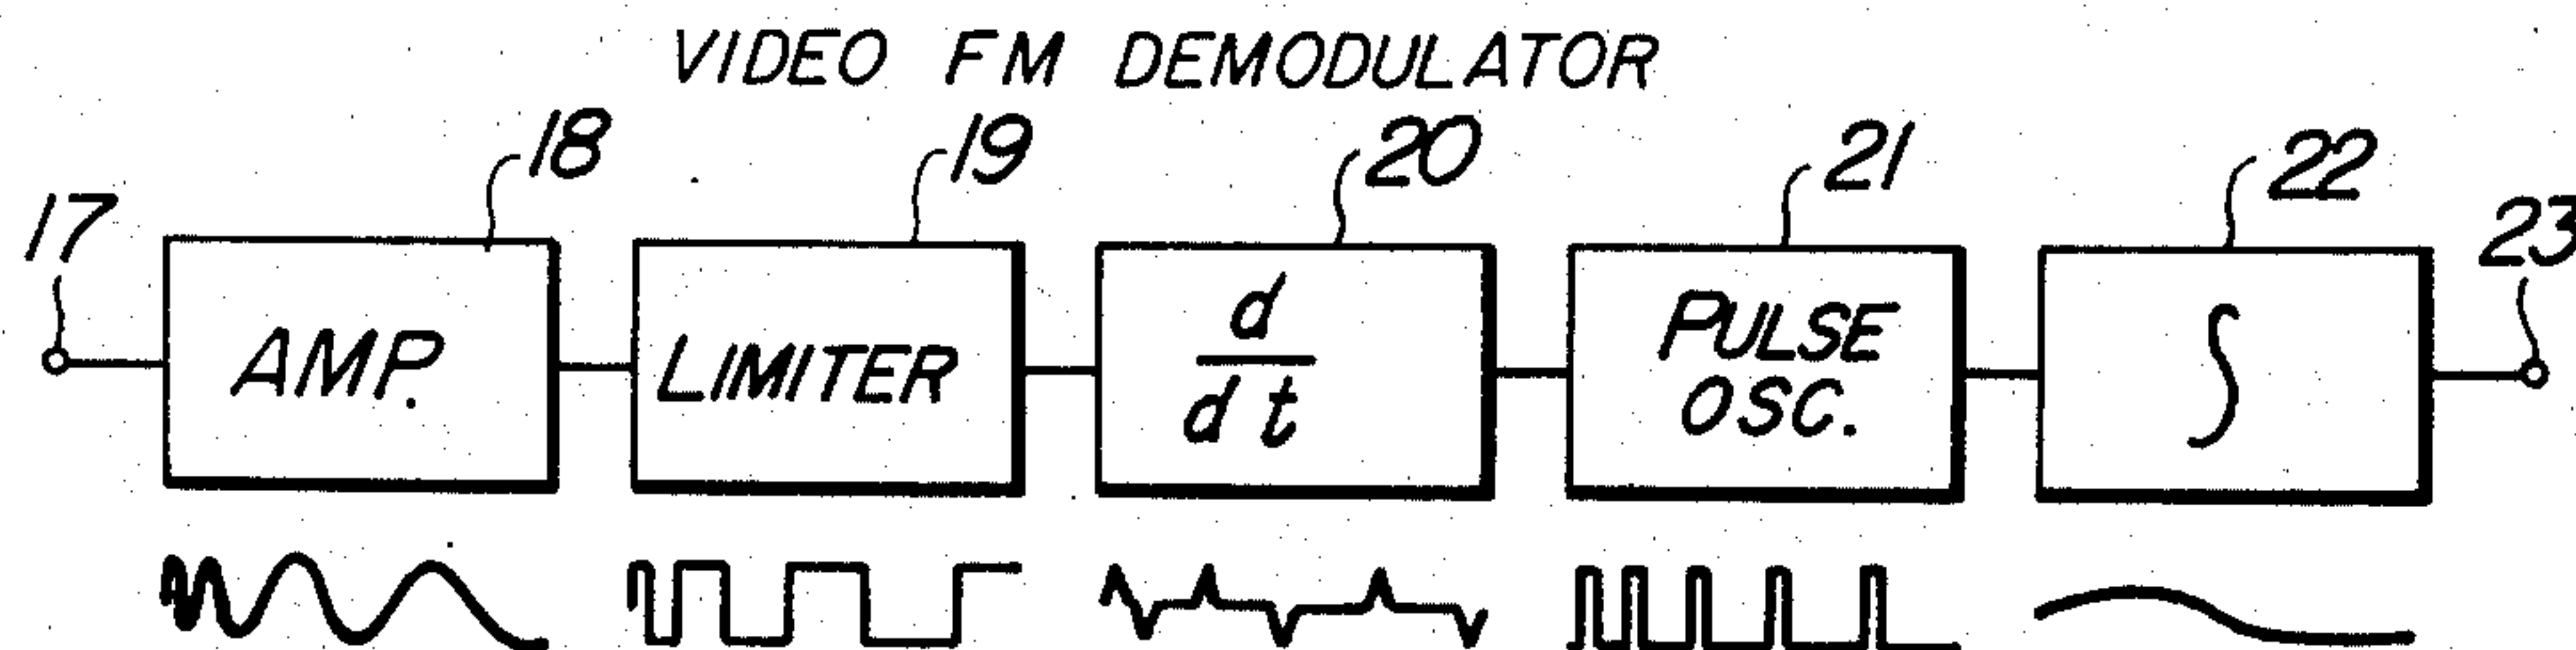 VIDEO FM DEMODULATOR
17 18 19 20 21 22 23
AMP.
LIMITER
d
dt
PULSE
OSC.
∫